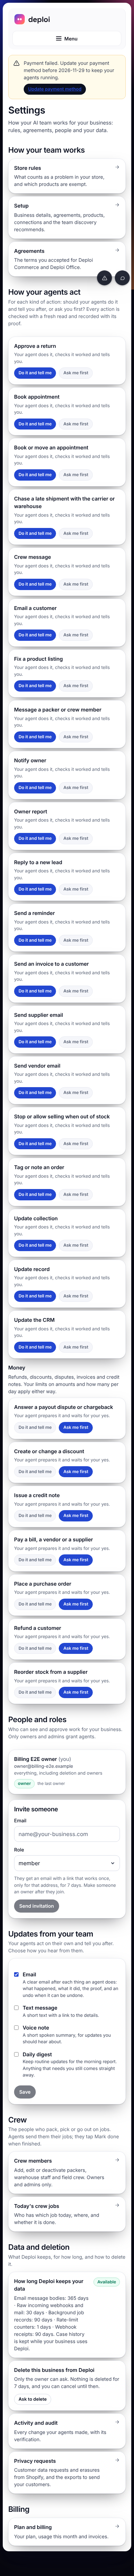 deploi
Menu
Payment failed. Update your payment
method before 2026-11-29 to keep your
agents running.
Update payment method
Settings
How your AI team works for your business:
rules, agreements, people and your data.
How your team works
Store rules
What counts as a problem in your store,
and which products are exempt.
Setup
Business details, agreements, products,
connections and the team discovery
recommends.
Agreements
The terms you accepted for Deploi
Commerce and Deploi Office.
How your agents act
For each kind of action: should your agents do it
and tell you after, or ask you first? Every action is
checked with a fresh read and recorded with its
proof.
Approve a return
Your agent does it, checks it worked and tells
you.
Do it and tell me
Ask me first
Book appointment
Your agent does it, checks it worked and tells
you.
Do it and tell me
Ask me first
Book or move an appointment
Your agent does it, checks it worked and tells
you.
Do it and tell me
Ask me first
Chase a late shipment with the carrier or
warehouse
Your agent does it, checks it worked and tells
you.
Do it and tell me
Ask me first
Crew message
Your agent does it, checks it worked and tells
you.
Do it and tell me
Ask me first
Email a customer
Your agent does it, checks it worked and tells
you.
Do it and tell me
Ask me first
Fix a product listing
Your agent does it, checks it worked and tells
you.
Do it and tell me
Ask me first
Message a packer or crew member
Your agent does it, checks it worked and tells
you.
Do it and tell me
Ask me first
Notify owner
Your agent does it, checks it worked and tells
you.
Do it and tell me
Ask me first
Owner report
Your agent does it, checks it worked and tells
you.
Do it and tell me
Ask me first
Reply to a new lead
Your agent does it, checks it worked and tells
you.
Do it and tell me
Ask me first
Send a reminder
Your agent does it, checks it worked and tells
you.
Do it and tell me
Ask me first
Send an invoice to a customer
Your agent does it, checks it worked and tells
you.
Do it and tell me
Ask me first
Send supplier email
Your agent does it, checks it worked and tells
you.
Do it and tell me
Ask me first
Send vendor email
Your agent does it, checks it worked and tells
you.
Do it and tell me
Ask me first
Stop or allow selling when out of stock
Your agent does it, checks it worked and tells
you.
Do it and tell me
Ask me first
Tag or note an order
Your agent does it, checks it worked and tells
you.
Do it and tell me
Ask me first
Update collection
Your agent does it, checks it worked and tells
you.
Do it and tell me
Ask me first
Update record
Your agent does it, checks it worked and tells
you.
Do it and tell me
Ask me first
Update the CRM
Your agent does it, checks it worked and tells
you.
Do it and tell me
Ask me first
Money
Refunds, discounts, disputes, invoices and credit
notes. Your limits on amounts and how many per
day apply either way.
Answer a payout dispute or chargeback
Your agent prepares it and waits for your yes.
Do it and tell me
Ask me first
Create or change a discount
Your agent prepares it and waits for your yes.
Do it and tell me
Ask me first
Issue a credit note
Your agent prepares it and waits for your yes.
Do it and tell me
Ask me first
Pay a bill, a vendor or a supplier
Your agent prepares it and waits for your yes.
Do it and tell me
Ask me first
Place a purchase order
Your agent prepares it and waits for your yes.
Do it and tell me
Ask me first
Refund a customer
Your agent prepares it and waits for your yes.
Do it and tell me
Ask me first
Reorder stock from a supplier
Your agent prepares it and waits for your yes.
Do it and tell me
Ask me first
People and roles
Who can see and approve work for your business.
Only owners and admins grant agents.
Billing E2E owner (you)
owner@billing-e2e.example
everything, including deletion and owners
owner
the last owner
Invite someone
Email
name@your-business.com
Role
member
They get an email with a link that works once,
only for that address, for 7 days. Make someone
an owner after they join.
Send invitation
Updates from your team
Your agents act on their own and tell you after.
Choose how you hear from them.
Email
A clear email after each thing an agent does:
what happened, what it did, the proof, and an
undo when it can be undone.
Text message
A short text with a link to the details.
Voice note
A short spoken summary, for updates you
should hear about.
Daily digest
Keep routine updates for the morning report.
Anything that needs you still comes straight
away.
Save
Crew
The people who pack, pick or go out on jobs.
Agents send them their jobs; they tap Mark done
when finished.
Crew members
Add, edit or deactivate packers,
warehouse staff and field crew. Owners
and admins only.
Today's crew jobs
Who has which job today, where, and
whether it is done.
Data and deletion
What Deploi keeps, for how long, and how to delete
it.
How long Deploi keeps your
data
Available
Email message bodies: 365 days
· Raw incoming webhooks and
mail: 30 days · Background job
records: 90 days · Rate-limit
counters: 1 days · Webhook
receipts: 90 days. Case history
is kept while your business uses
Deploi.
Delete this business from Deploi
Only the owner can ask. Nothing is deleted for
7 days, and you can cancel until then.
Ask to delete
Activity and audit
Every change your agents made, with its
verification.
Privacy requests
Customer data requests and erasures
from Shopify, and the exports to send
your customers.
Billing
Plan and billing
Your plan, usage this month and invoices.